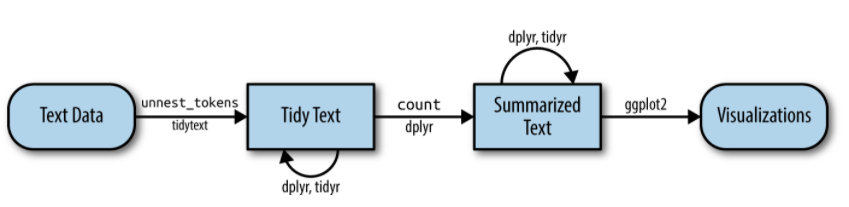 dplyr, tidyr
Text Data
unnest_tokens
tidytext
Tidy Text
count
dplyr
Summarized
Text
ggplot2
Visualizations
dplyr, tidyr